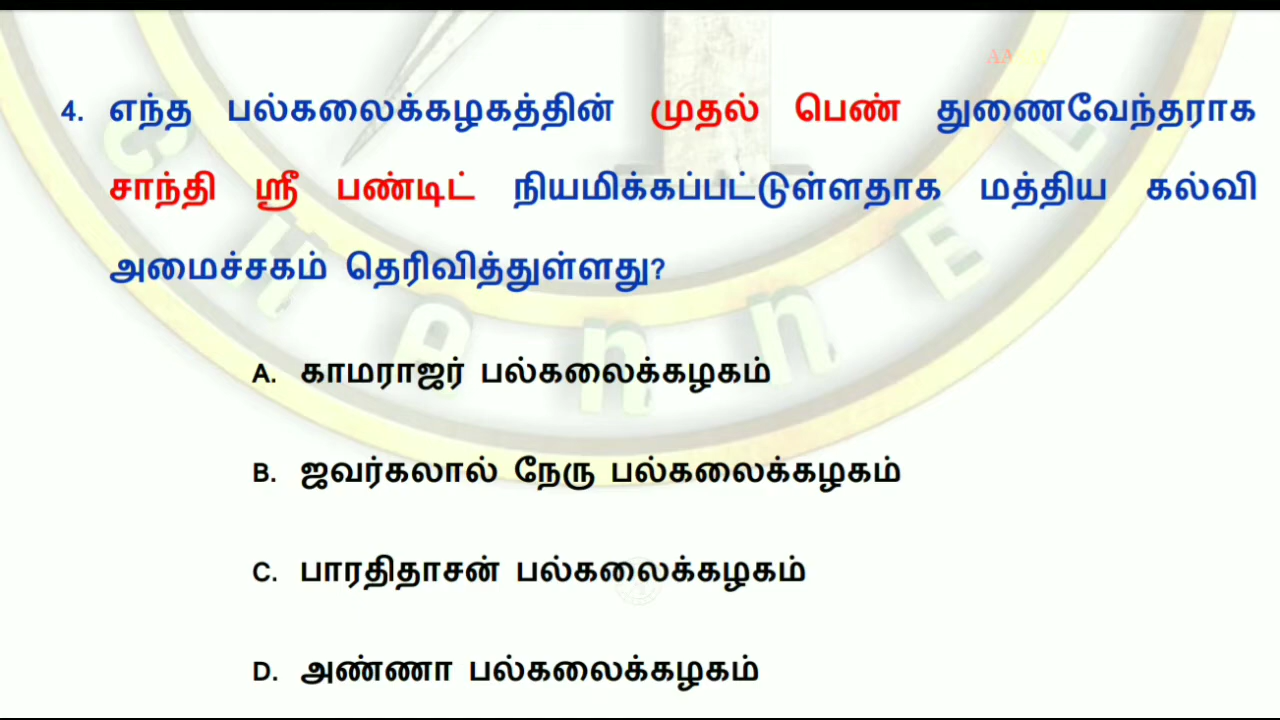 4. எந்த பல்கலைக்கழகத்தின் முதல் பெண் துணைவேந்தராக
சாந்தி ஸ்ரீ பண்டிட் நியமிக்கப்பட்டுள்ளதாக மத்திய கல்வி
அமைச்சகம் தெரிவித்துள்ளது?
A. காமராஜர் பல்கலைக்கழகம்
B. ஜவர்கலால் நேரு பல்கலைக்கழகம்
C. பாரதிதாசன் பல்கலைக்கழகம்
D. அண்ணா பல்கலைக்கழகம்